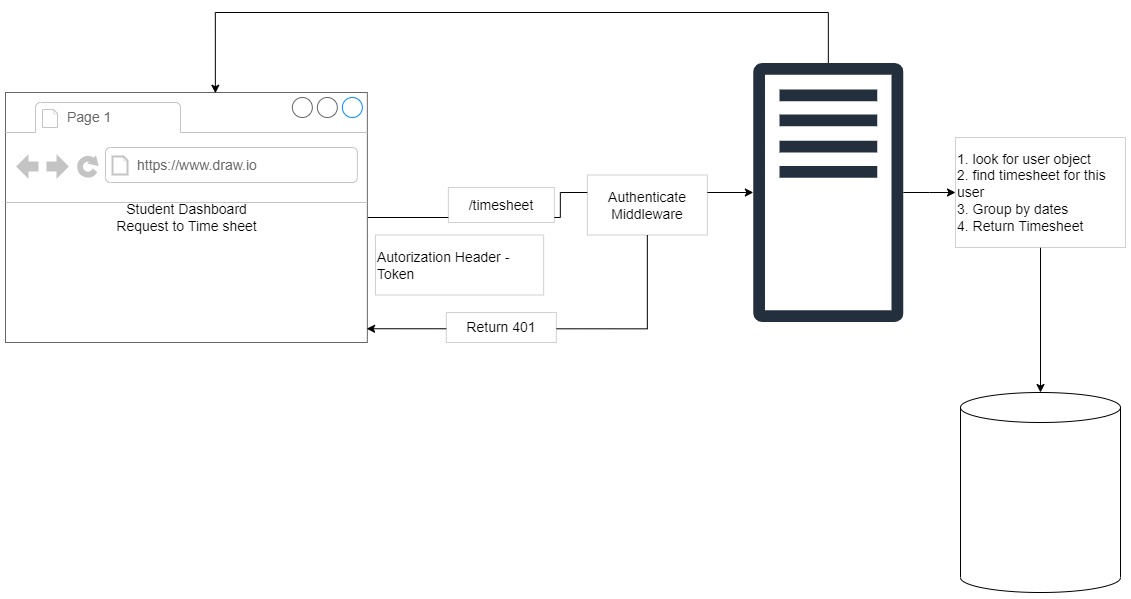 Page 1
https://www.draw.io
Student Dashboard
Request to Time sheet
/timesheet
Autorization Header -
Token
Authenticate
Middleware
Return 401
1. look for user object
2. find timesheet for this
user
3. Group by dates
4. Return Timesheet